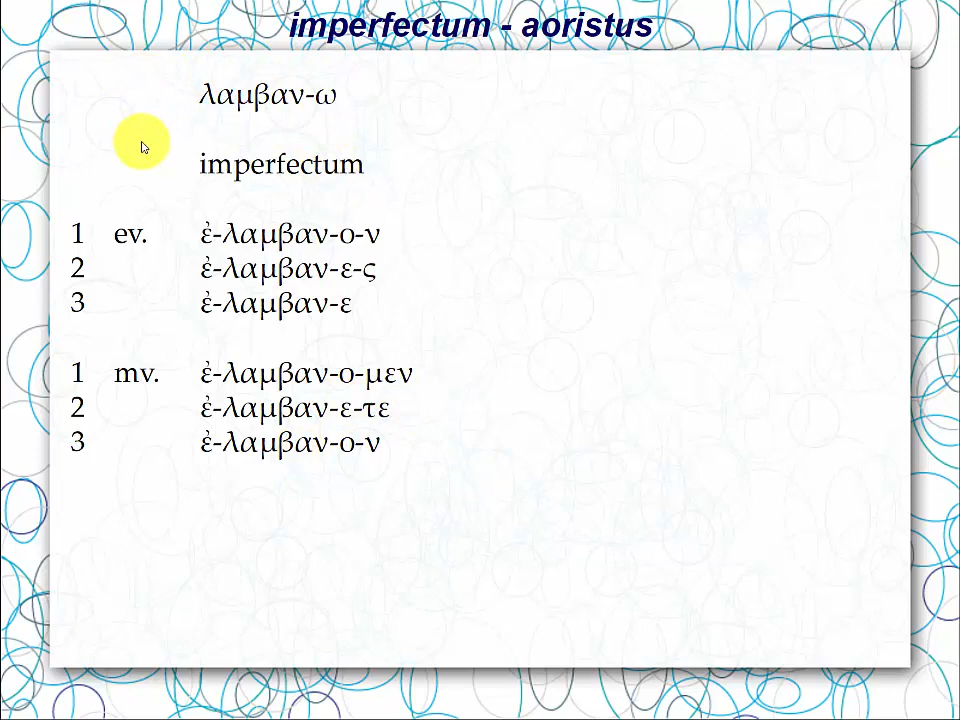 imperfectum - aoristus
λαμβαν-ω
imperfectum
1 ev. ἐ-λαμβαν-ο-ν
2 ἐ-λαμβαν-ε-ς
3 ἐ-λαμβαν-ε
1 mv. ἐ-λαμβαν-ο-μεν
2 ἐ-λαμβαν-ε-τε
3 ἐ-λαμβαν-ο-ν